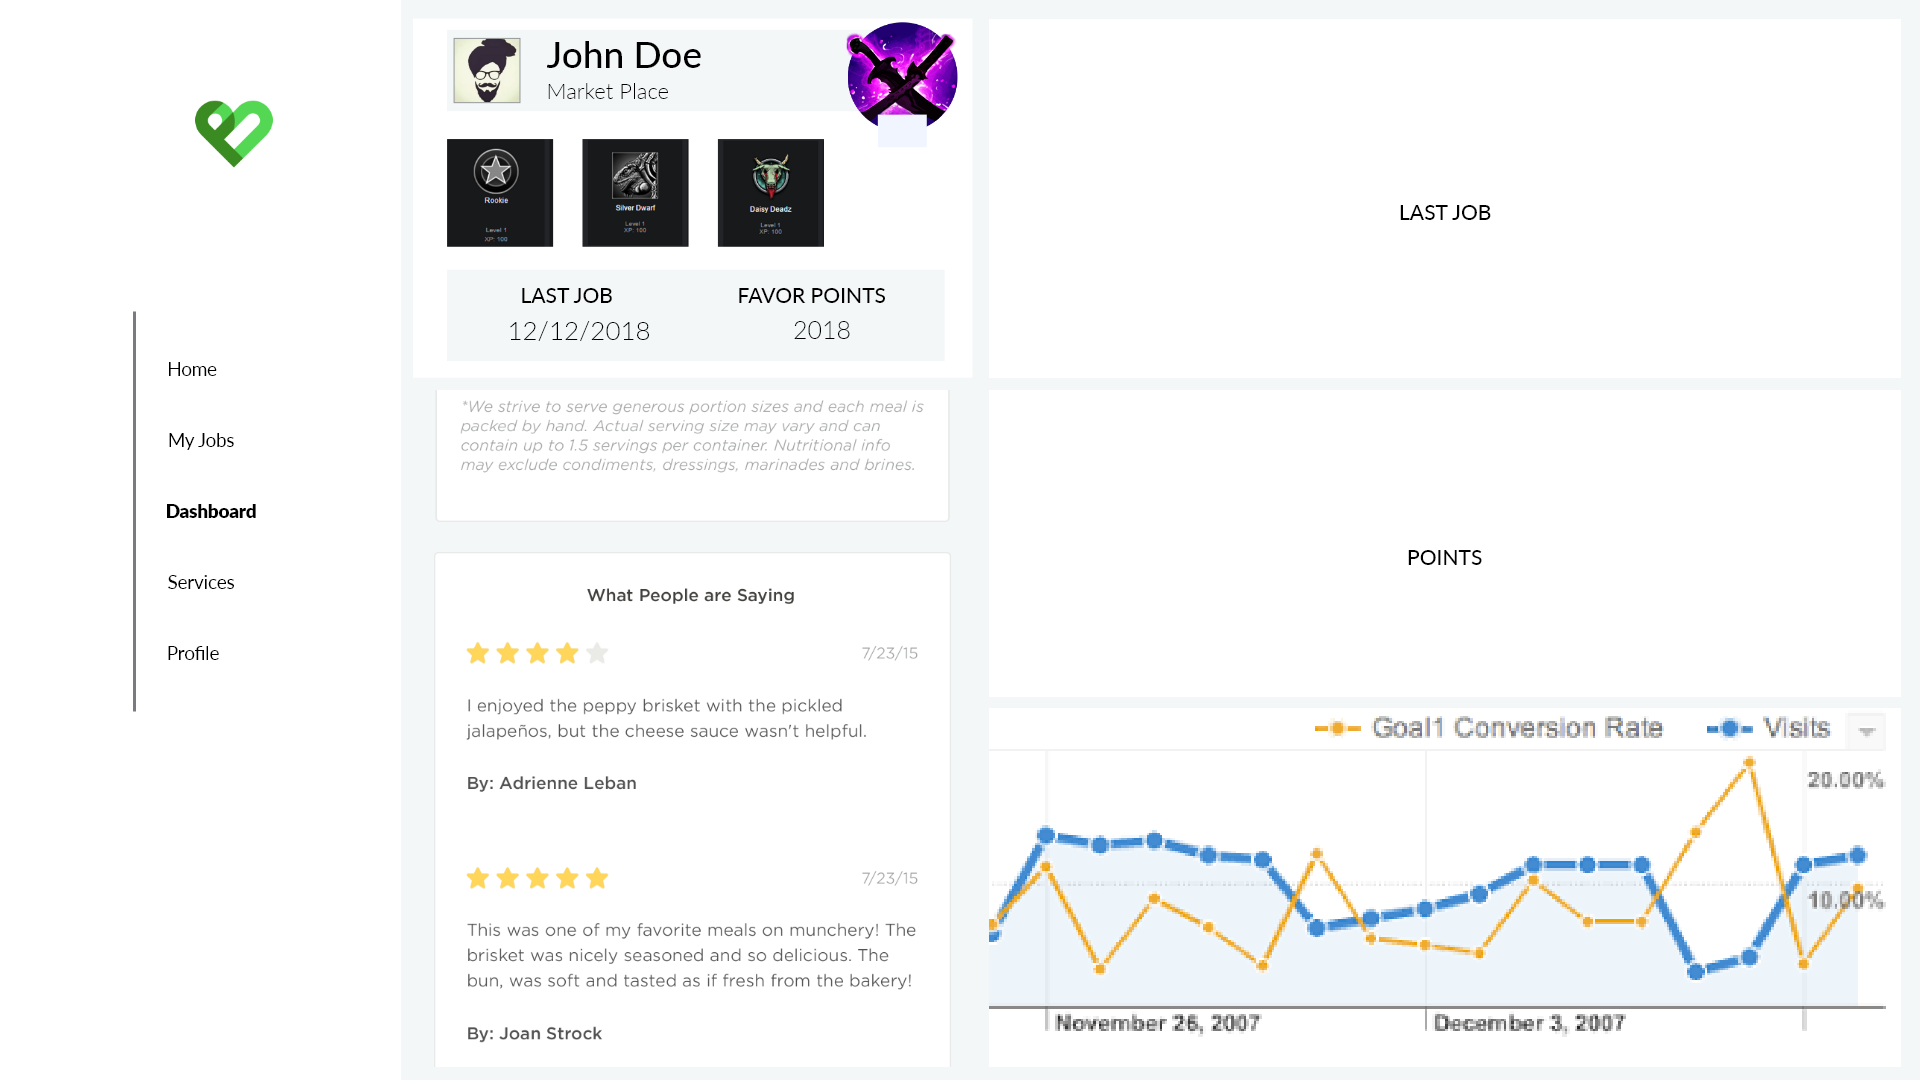 John Doe
Market Place
Rookie
Level 1
XP: 100
Silver Dwarf
Level 1
XP: 100
Daisy Deadz
Level 1
XP: 100
LAST JOB
12/12/2018
FAVOR POINTS
2018
Home
My Jobs
Dashboard
Services
Profile
*We strive to serve generous portion sizes and each meal is
packed by hand. Actual serving size may vary and can
contain up to 1.5 servings per container. Nutritional info
may exclude condiments, dressings, marinades and brines.
What People are Saying
7/23/15
I enjoyed the peppy brisket with the pickled
jalapeños, but the cheese sauce wasn't helpful.
By: Adrienne Leban
7/23/15
This was one of my favorite meals on munchery! The
brisket was nicely seasoned and so delicious. The
bun, was soft and tasted as if fresh from the bakery!
By: Joan Strock
LAST JOB
POINTS
Goal1 Conversion Rate
Visits
20.00%
10.00%
November 26, 2007
December 3, 2007